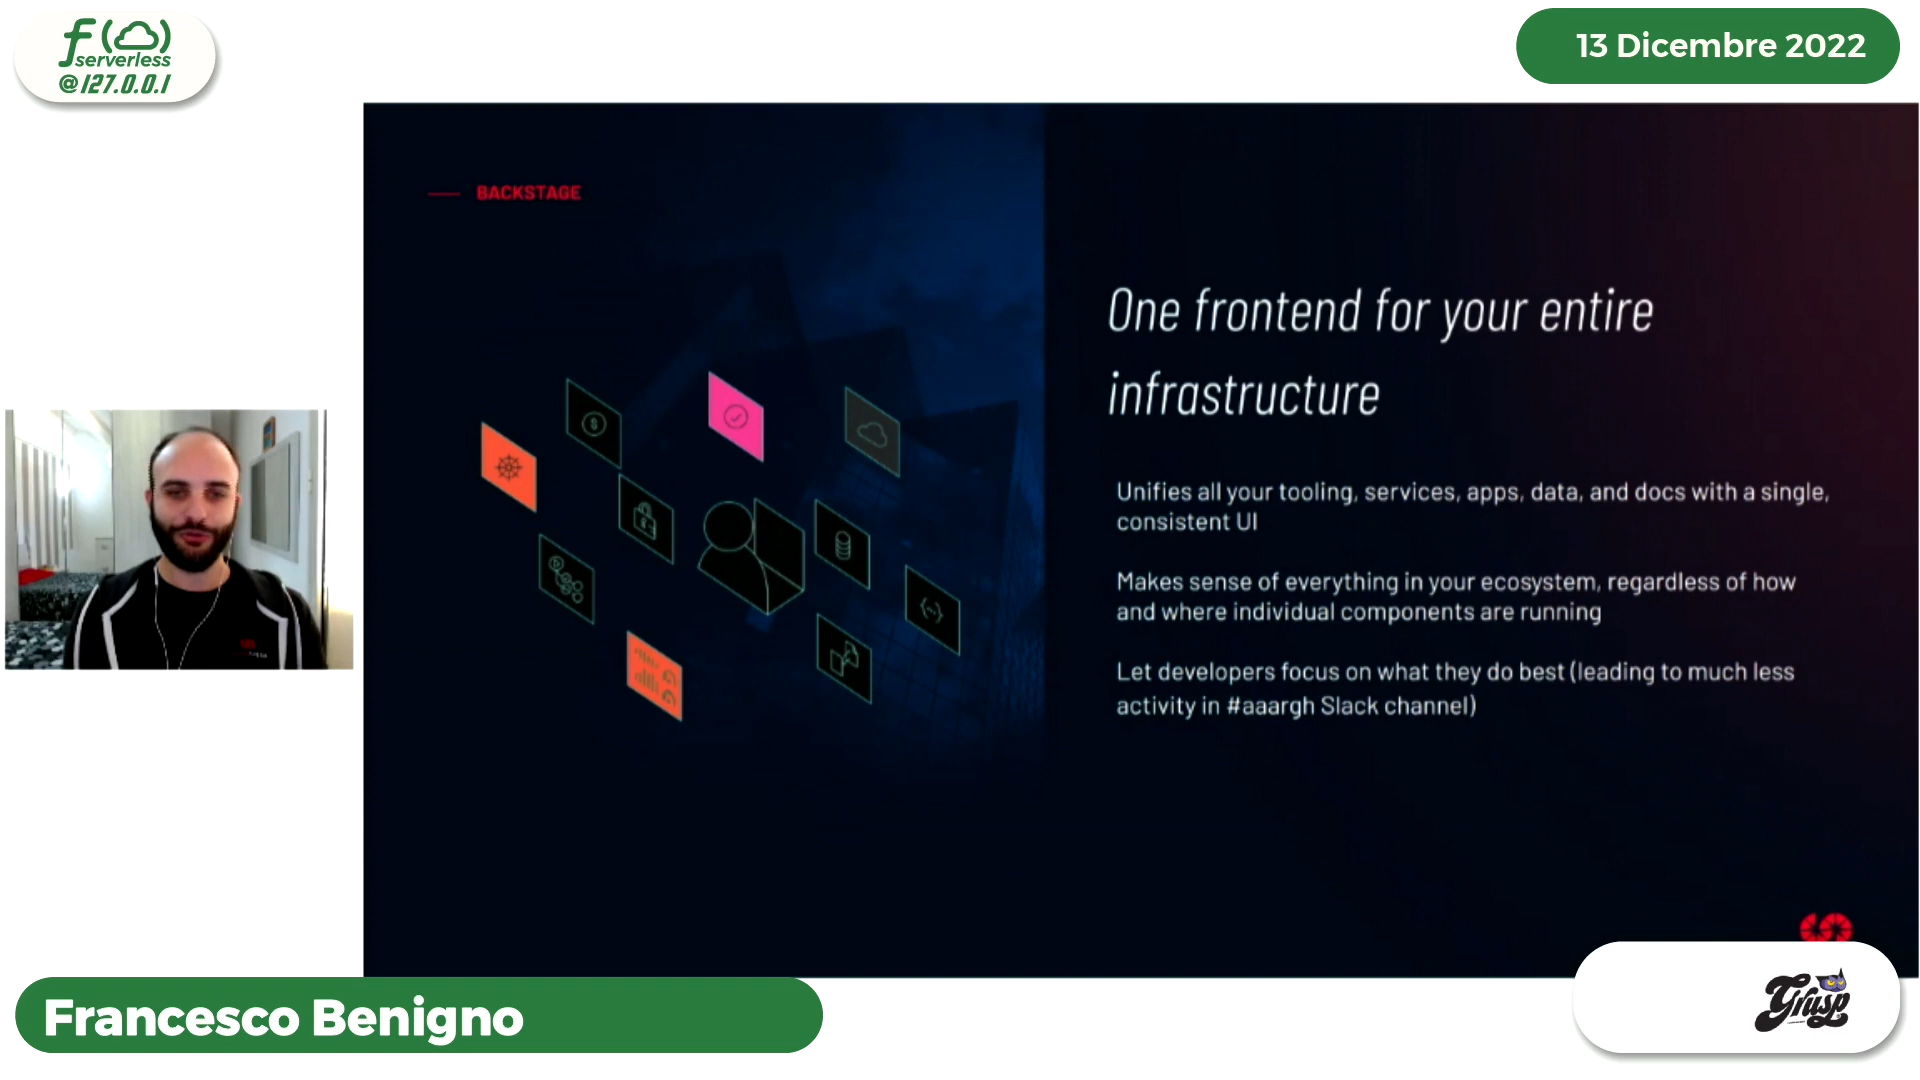 f()
serverless
@127.0.0.1
13 Dicembre 2022
BACKSTAGE
One frontend for your entire
infrastructure
Unifies all your tooling, services, apps, data, and docs with a single,
consistent UI
Makes sense of everything in your ecosystem, regardless of how
and where individual components are running
Let developers focus on what they do best (leading to much less
activity in #aaargh Slack channel)
Francesco Benigno
Grusp